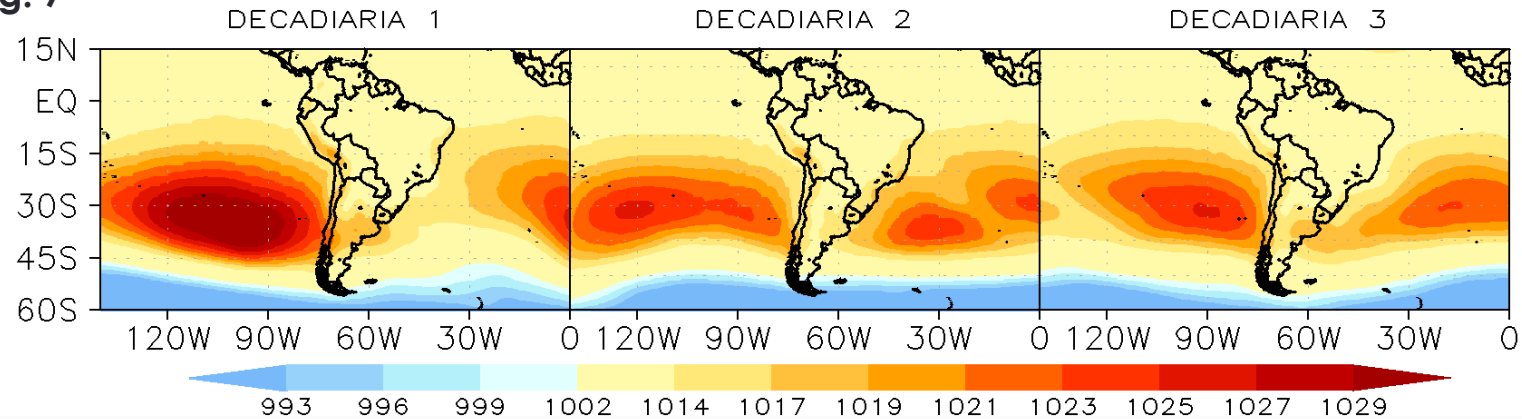 DECADIARIA 1 DECADIARIA 2 DECADIARIA 3
15N
EQ
15S
30S
45S
60S
120W 90W 60W 30W 0 120W 90W 60W 30W 0 120W 90W 60W 30W 0
993 996 999 1002 1014 1017 1019 1021 1023 1025 1027 1029